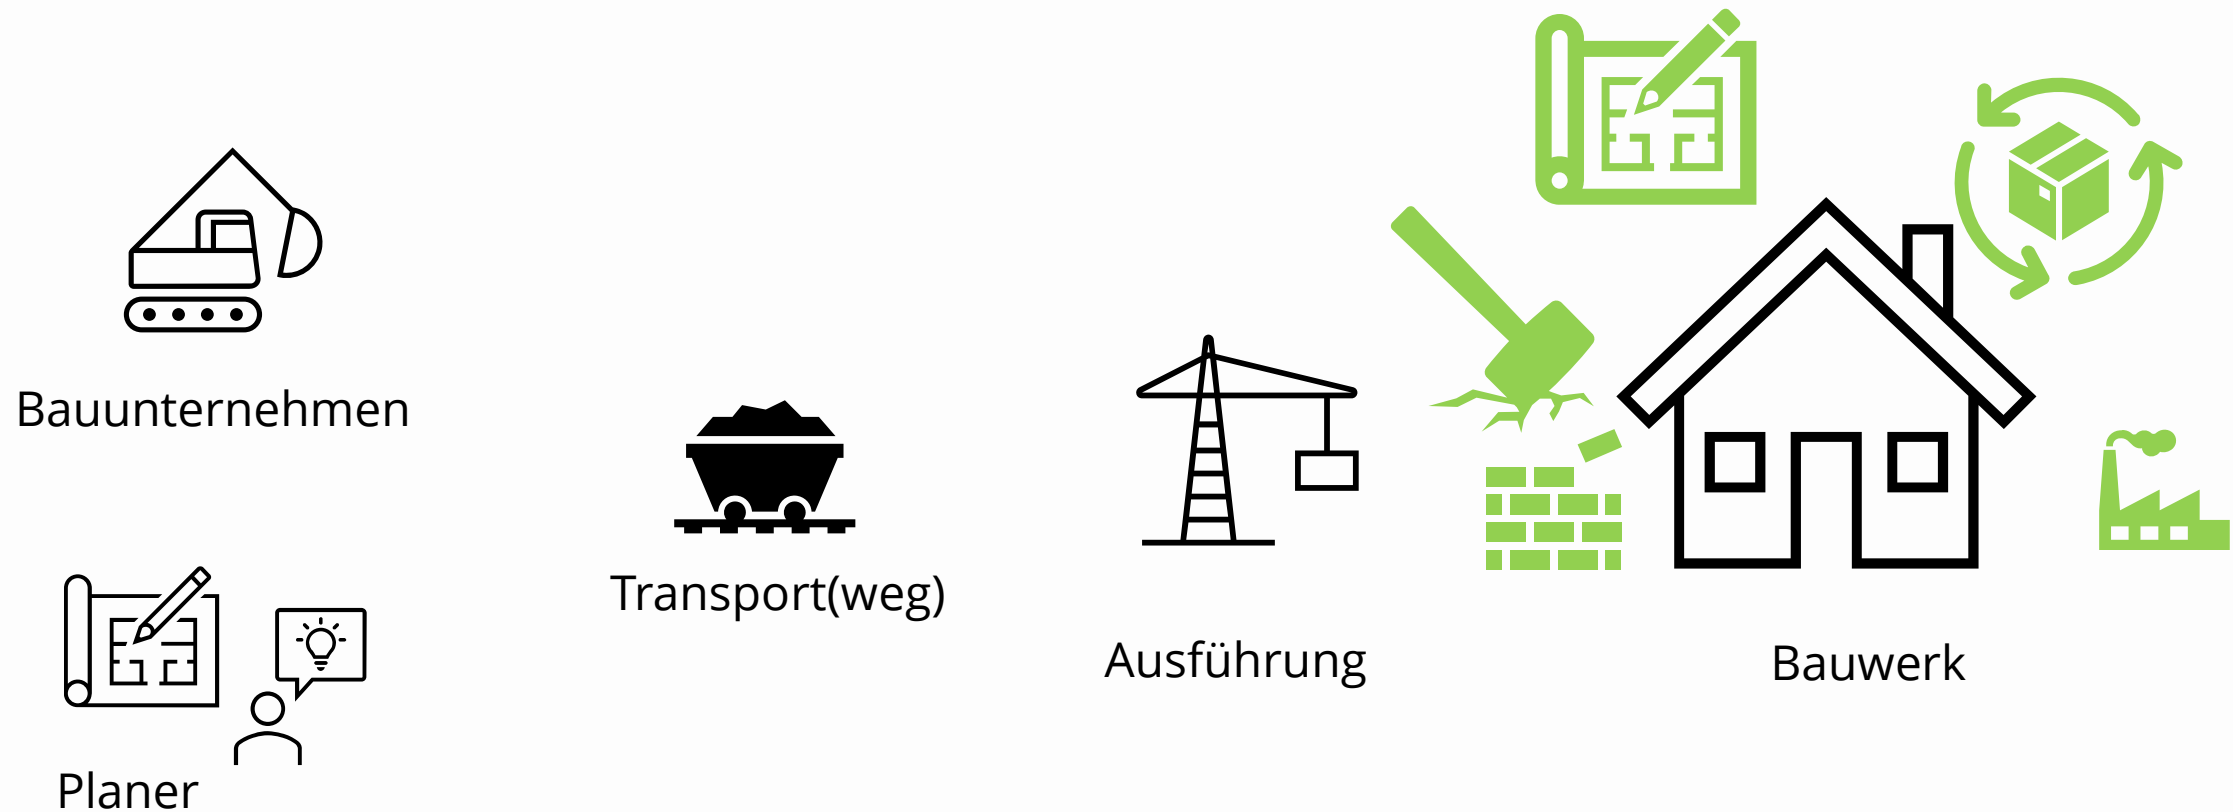 Bauunternehmen
Planer
Transport(weg)
Ausführung
Bauwerk